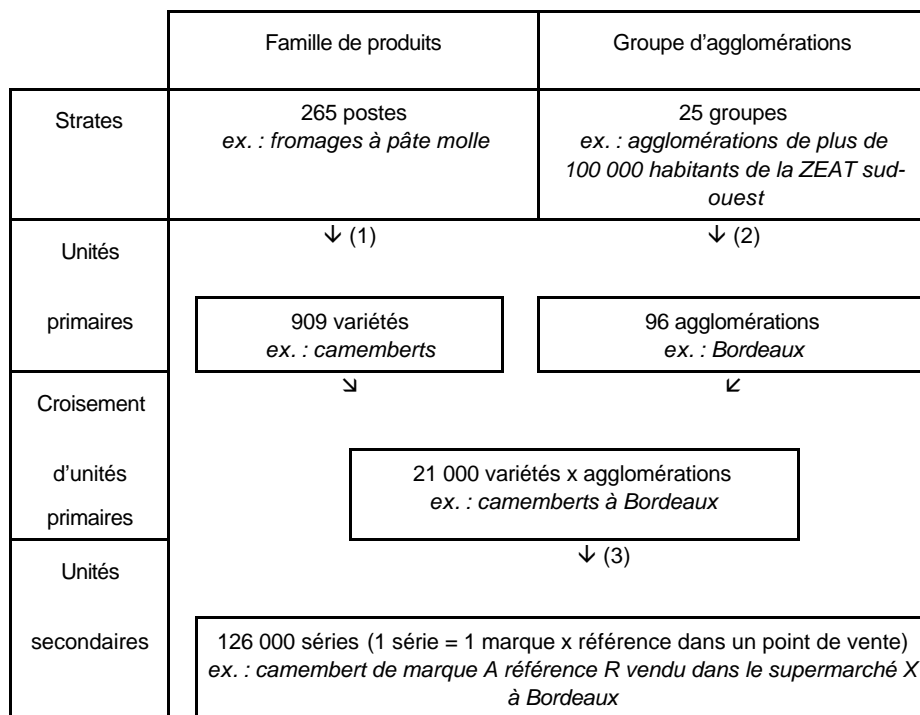 Famille de produits
Groupe d'agglomérations
Strates
265 postes
ex. : fromages à pâte molle
25 groupes
ex. : agglomérations de plus de
100 000 habitants de la ZEAT sud-
ouest
Unités
primaires
↓ (1)
↓ (2)
909 variétés
ex. : camemberts
96 agglomérations
ex. : Bordeaux
Croisement
d'unités
primaires
↘
↙
21 000 variétés x agglomérations
ex. : camemberts à Bordeaux
↓ (3)
Unités
secondaires
126 000 séries (1 série = 1 marque x référence dans un point de vente)
ex. : camembert de marque A référence R vendu dans le supermarché X
à Bordeaux